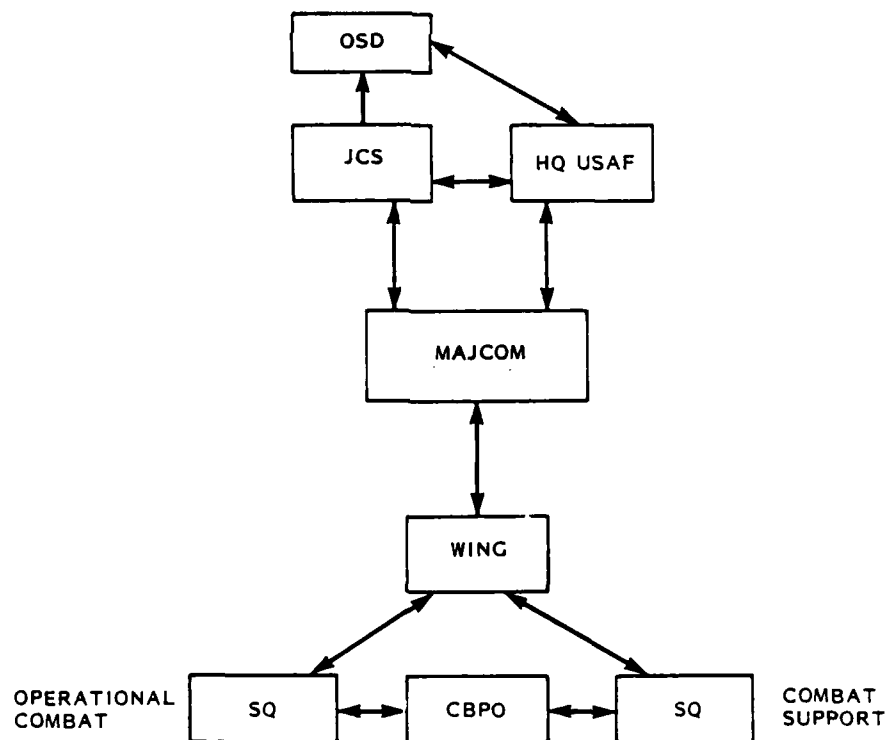 OSD
JCS
HQ USAF
MAJCOM
WING
OPERATIONAL
COMBAT
SQ
CBPO
SQ
COMBAT
SUPPORT